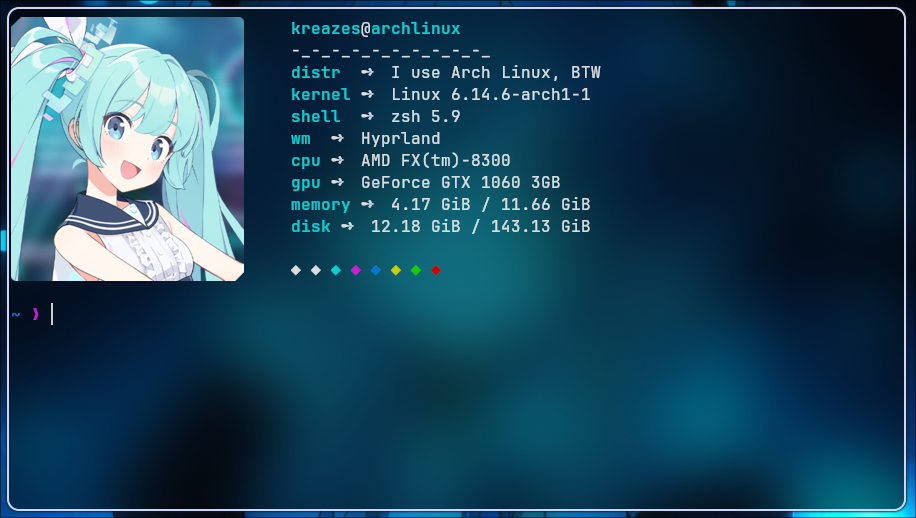 kreazes@archlinux
-_-_-_-_-_-_-_-_-_-_
distr ➺ I use Arch Linux, BTW
kernel ➺ Linux 6.14.6-arch1-1
shell ➺ zsh 5.9
wm ➺ Hyprland
cpu ➺ AMD FX(tm)-8300
gpu ➺ GeForce GTX 1060 3GB
memory ➺ 4.17 GiB / 11.66 GiB
disk ➺ 12.18 GiB / 143.13 GiB
◆ ◆ ◆ ◆ ◆ ◆ ◆ ◆
~ ❫